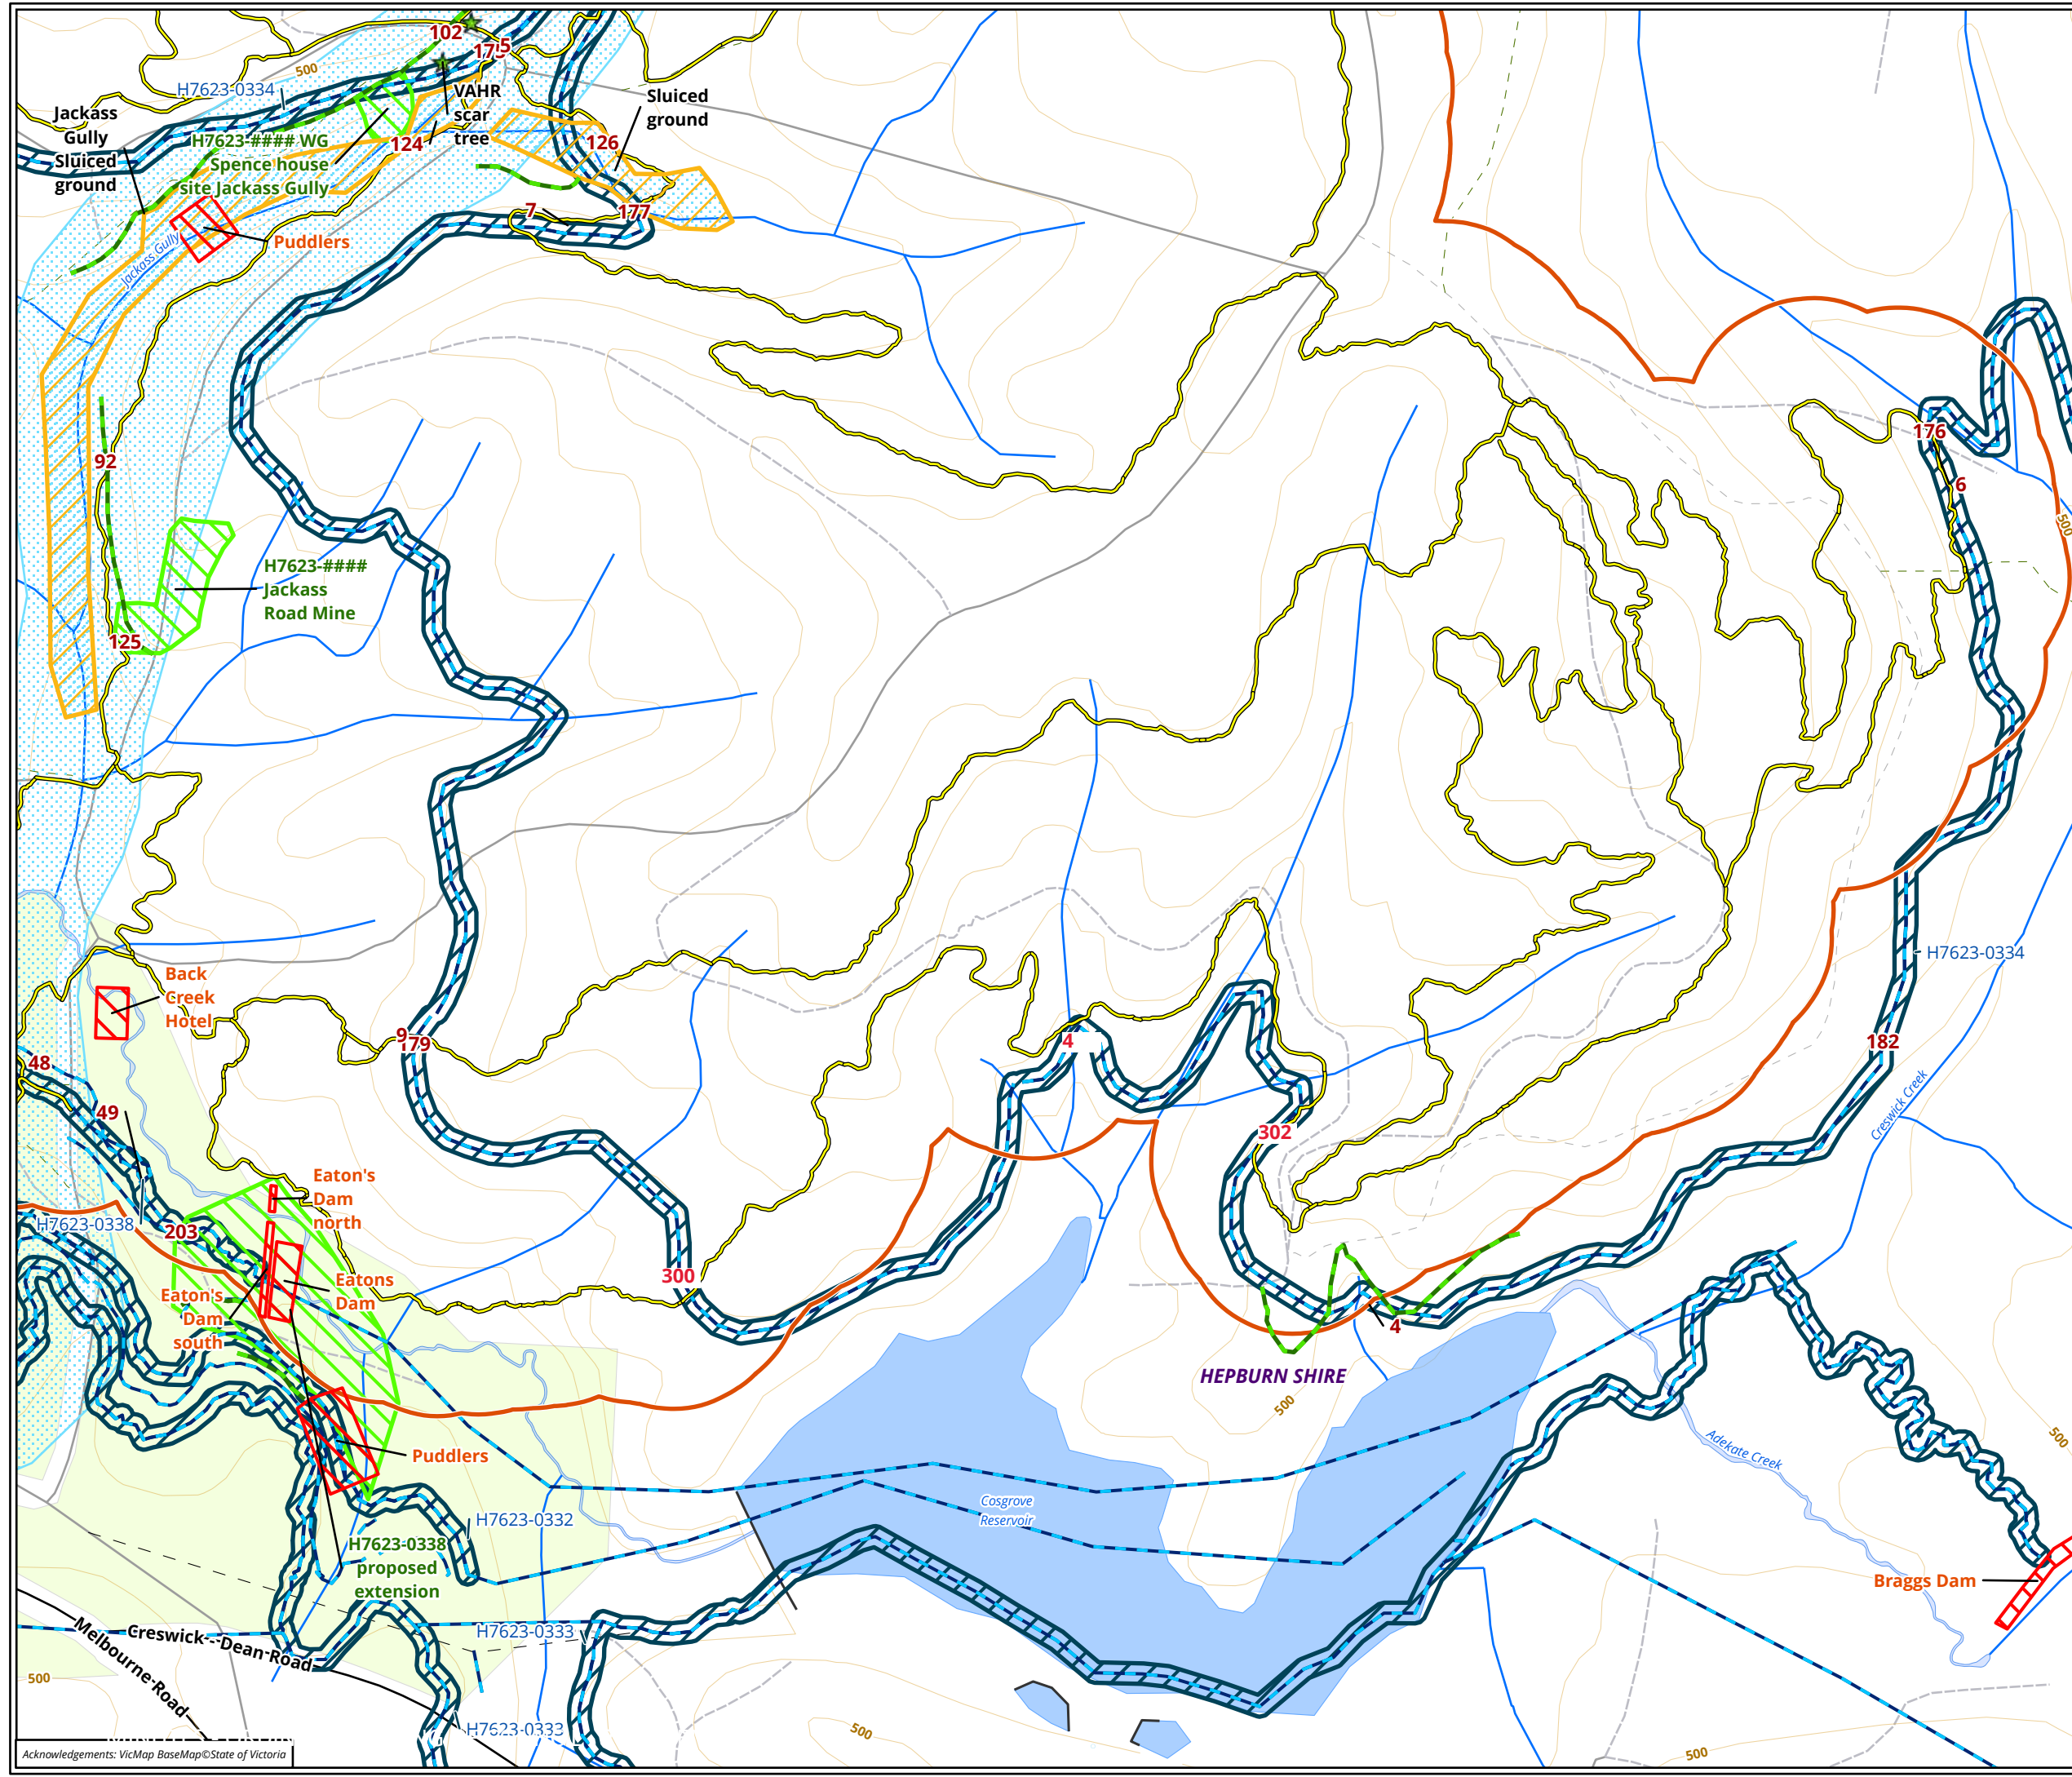 102
175
500
H7623-0334
VAHR
scar
tree
Sluiced
ground
Jackass
Gully
Sluiced
ground
H7623-#### WG
Spence house
site Jackass Gully
124
126
7
177
Puddlers
Jackass Gully
176
6
92
500
H7623-####
Jackass
Road Mine
125
H7623-0334
Back
Creek
Hotel
9
179
4
182
48
49
Creswick Creek
302
Eaton's
Dam
north
H7623-0338
203
300
Eatons
Dam
Eaton's
Dam
south
4
HEPBURN SHIRE
500
500
Puddlers
Adekate Creek
Cosgrove
Reservoir
H7623-0332
H7623-0338
proposed
extension
Braggs Dam
H7623-0333
Creswick--Dean-Road
Melbourne-Road
500
H7623-0333
500
500
Acknowledgements: VicMap BaseMap©State of Victoria